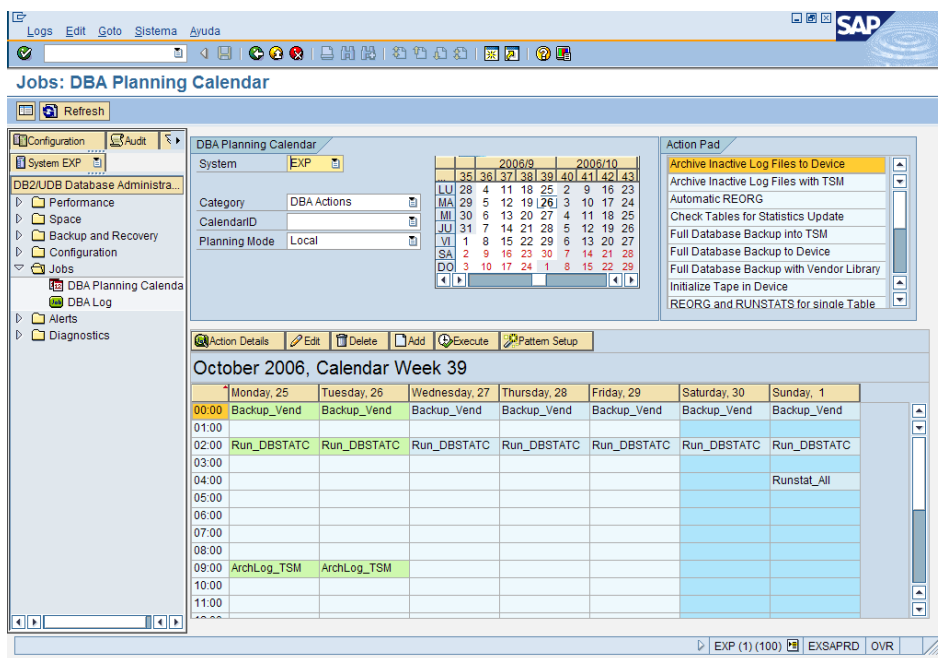 Logs Edit Goto Sistema Ayuda
SAP
Jobs: DBA Planning Calendar
Refresh
Configuration Audit
System EXP
DB2/UDB Database Administra...
Performance
Space
Backup and Recovery
Configuration
Jobs
DBA Planning Calenda
DBA Log
Alerts
Diagnostics
DBA Planning Calendar
System EXP
Category DBA Actions
CalendarID
Planning Mode Local
2006/9 2006/10
... 35 36 37 38 39 40 41 42 43
LU 28 4 11 18 25 2 9 16 23
MA 29 5 12 19 26 3 10 17 24
MI 30 6 13 20 27 4 11 18 25
JU 31 7 14 21 28 5 12 19 26
VI 1 8 15 22 29 6 13 20 27
SA 2 9 16 23 30 7 14 21 28
DO 3 10 17 24 1 8 15 22 29
Action Pad
Archive Inactive Log Files to Device
Archive Inactive Log Files with TSM
Automatic REORG
Check Tables for Statistics Update
Full Database Backup into TSM
Full Database Backup to Device
Full Database Backup with Vendor Library
Initialize Tape in Device
REORG and RUNSTATS for single Table
Action Details Edit Delete Add Execute Pattern Setup
October 2006, Calendar Week 39
Monday, 25 Tuesday, 26 Wednesday, 27 Thursday, 28 Friday, 29 Saturday, 30 Sunday, 1
00:00 Backup_Vend Backup_Vend Backup_Vend Backup_Vend Backup_Vend Backup_Vend Backup_Vend
01:00
02:00 Run_DBSTATC Run_DBSTATC Run_DBSTATC Run_DBSTATC Run_DBSTATC Run_DBSTATC Run_DBSTATC
03:00
04:00 Runstat_All
05:00
06:00
07:00
08:00
09:00 ArchLog_TSM ArchLog_TSM
10:00
11:00
EXP (1) (100) EXSAPRD OVR